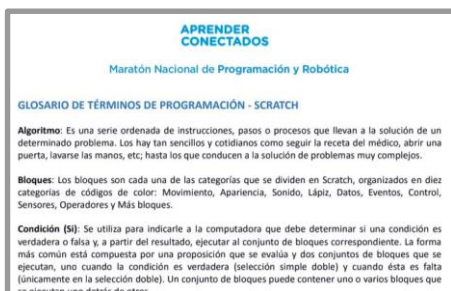 APRENDER
CONECTADOS
Maratón Nacional de Programación y Robótica
GLOSARIO DE TÉRMINOS DE PROGRAMACIÓN - SCRATCH
Algoritmo: Es una serie ordenada de instrucciones, pasos o procesos que llevan a la solución de un
determinado problema. Los hay tan sencillos y cotidianos como seguir la receta del médico, abrir una
puerta, lavarse las manos, etc; hasta los que conducen a la solución de problemas muy complejos.
Bloques: Los bloques son cada una de las categorías que se dividen en Scratch, organizados en diez
categorías de códigos de color: Movimiento, Apariencia, Sonido, Lápiz, Datos, Eventos, Control,
Sensores, Operadores y Más bloques.
Condición (Si): Se utiliza para indicarle a la computadora que debe determinar si una condición es
verdadera o falsa y, a partir del resultado, ejecutar al conjunto de bloques correspondiente. La forma
más común está compuesta por una proposición que se evalúa y dos conjuntos de bloques que se
ejecutan, uno cuando la condición es verdadera (selección simple doble) y cuando ésta es falta
(únicamente en la selección doble). Un conjunto de bloques puede contener uno o varios bloques que
se ejecutan uno detrás de otros.